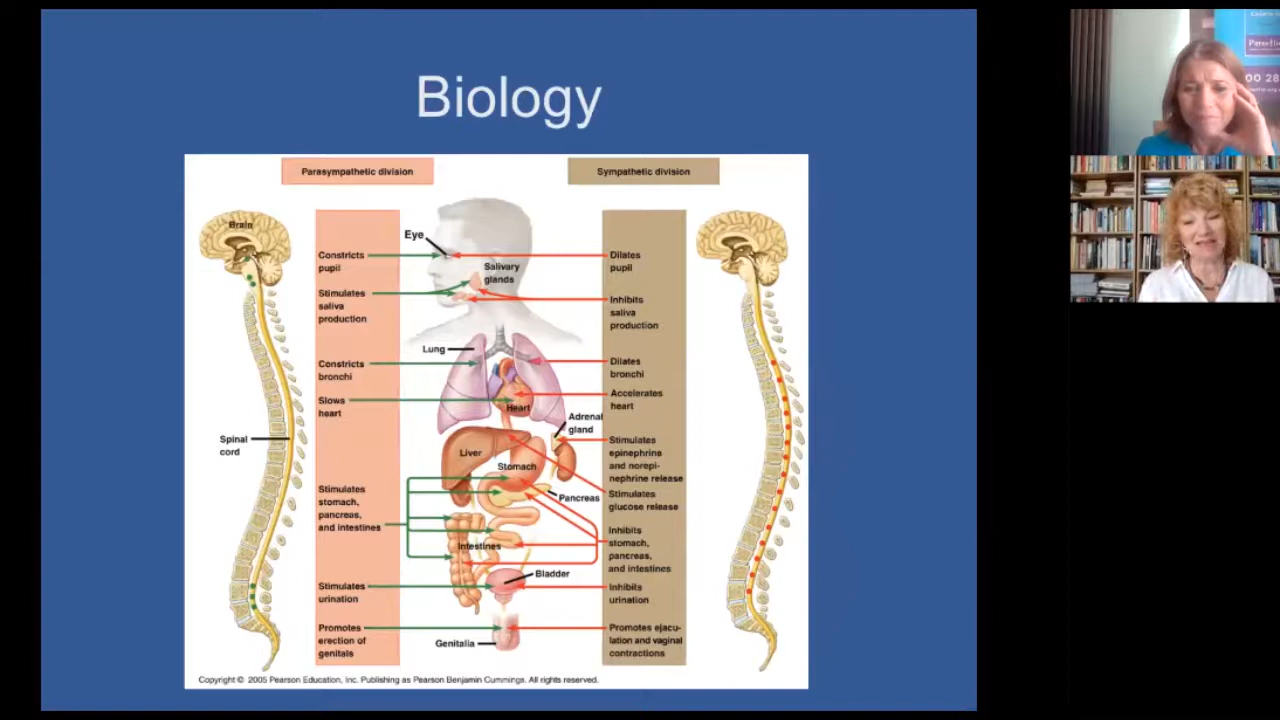 Biology
Parasympathetic division
Sympathetic division
Brain
Eye
Constricts
pupil
Salivary
glands
Dilates
pupil
Stimulates
saliva
production
Inhibits
saliva
production
Lung
Constricts
bronchi
Dilates
bronchi
Slows
heart
Heart
Accelerates
heart
Adrenal
gland
Spinal
cord
Liver
Stomach
Stimulates
epinephrine
and norepi-
nephrine release
Pancreas
Stimulates
glucose release
Stimulates
stomach,
pancreas,
and intestines
Intestines
Inhibits
stomach,
pancreas,
and intestines
Bladder
Stimulates
urination
Inhibits
urination
Promotes
erection of
genitals
Genitalia
Promotes ejacu-
lation and vaginal
contractions
Copyright © 2005 Pearson Education, Inc. Publishing as Pearson Benjamin Cummings. All rights reserved.
00 28